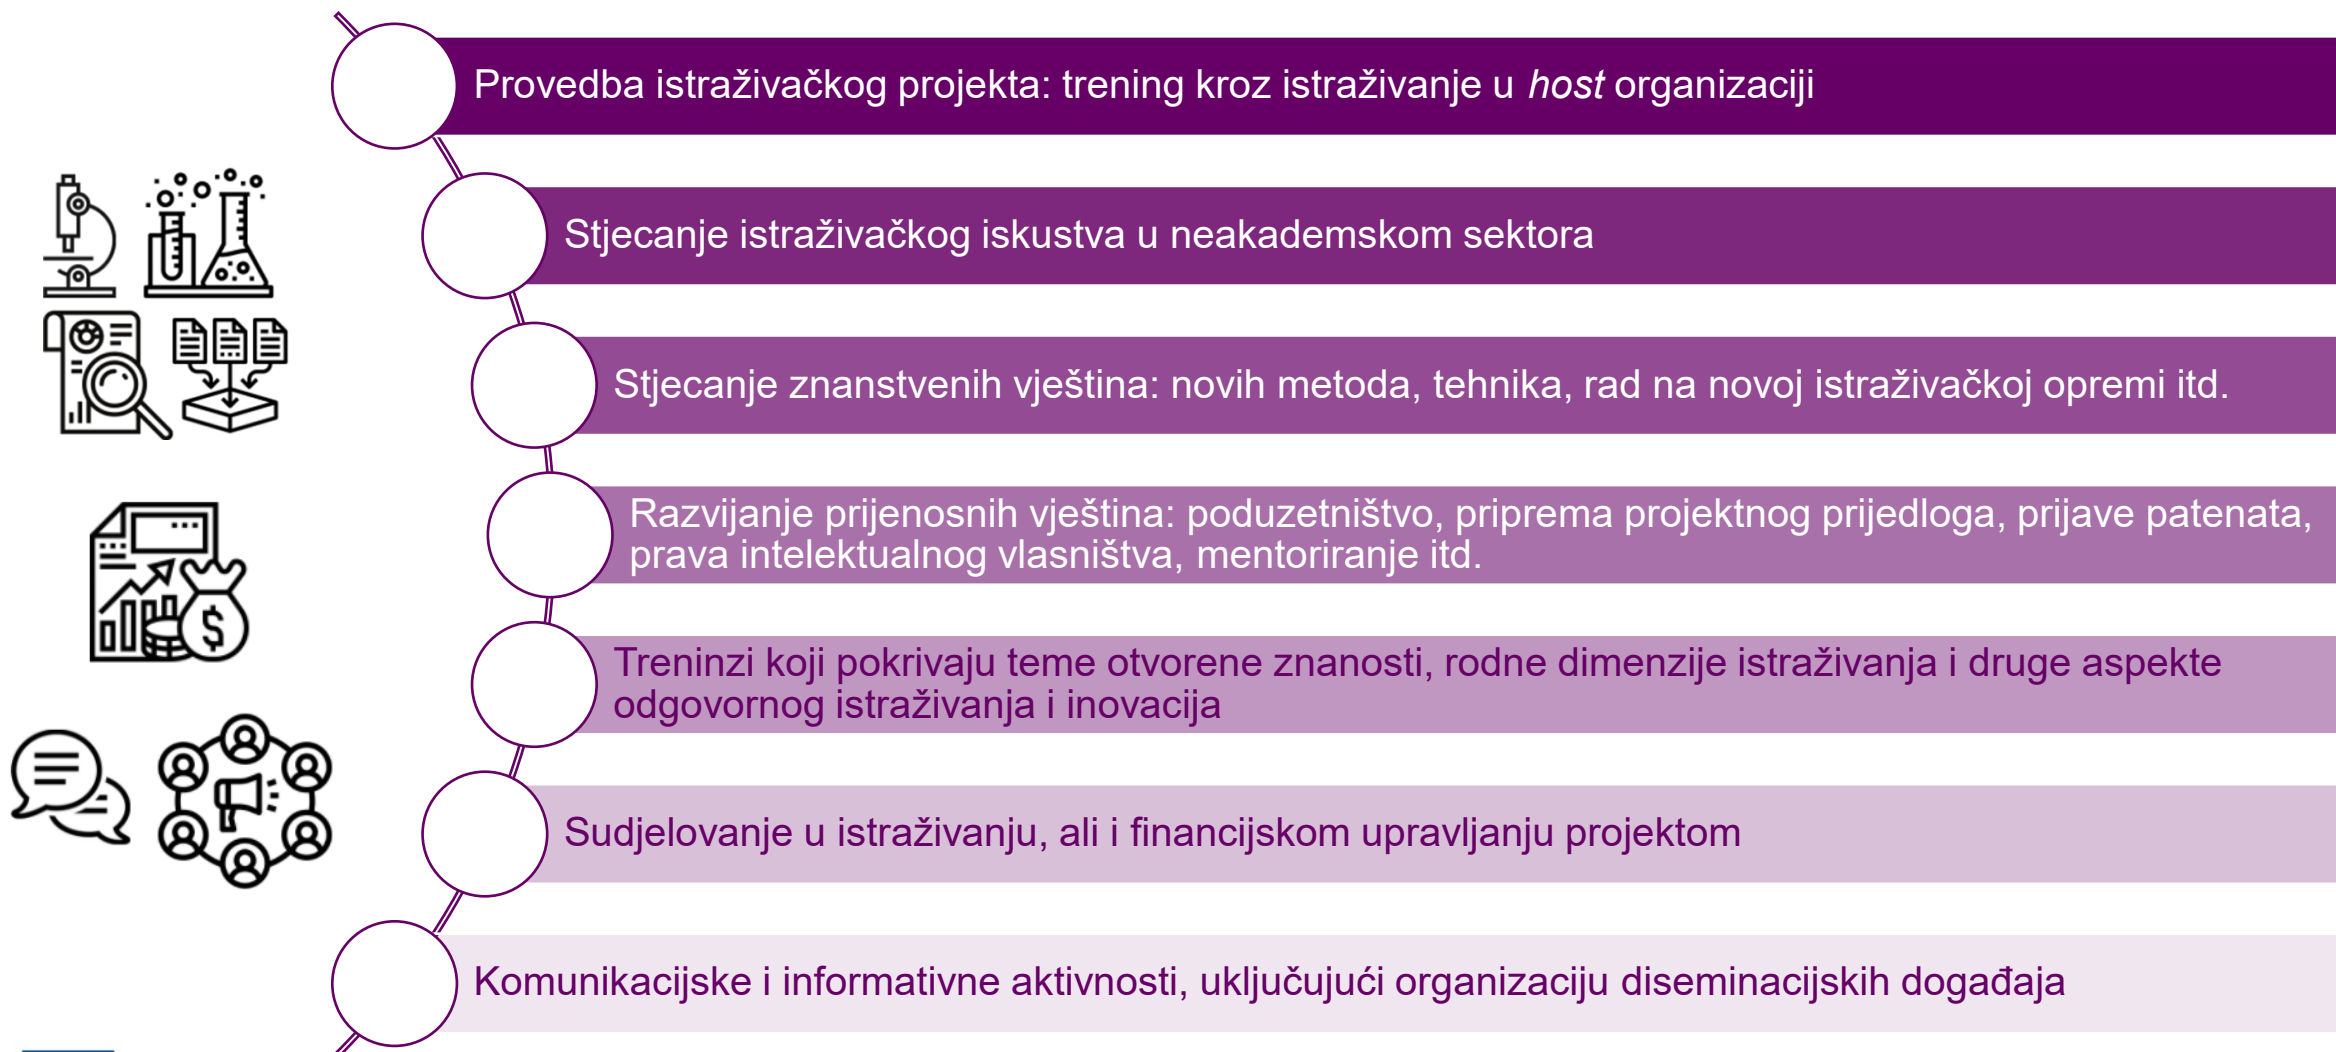 Provedba istraživačkog projekta: trening kroz istraživanje u host organizaciji
Stjecanje istraživačkog iskustva u neakademskom sektora
Stjecanje znanstvenih vještina: novih metoda, tehnika, rad na novoj istraživačkoj opremi itd.
Razvijanje prijenosnih vještina: poduzetništvo, priprema projektnog prijedloga, prijave patenata,
prava intelektualnog vlasništva, mentoriranje itd.
Treninzi koji pokrivaju teme otvorene znanosti, rodne dimenzije istraživanja i druge aspekte
odgovornog istraživanja i inovacija
Sudjelovanje u istraživanju, ali i financijskom upravljanju projektom
Komunikacijske i informativne aktivnosti, uključujući organizaciju diseminacijskih događaja